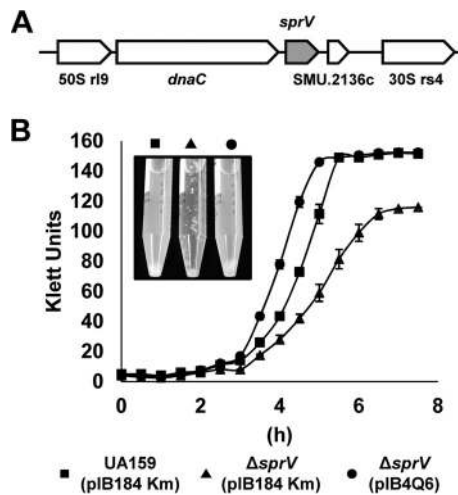 A
sprV
50S rl9
dnaC
SMU.2136c
30S rs4
B
160
140
120
100
80
60
40
20
0
Klett Units
0
2
4
6
8
(h)
UA159
(pIB184 Km)
ΔsprV
(pIB184 Km)
ΔsprV
(pIB4Q6)